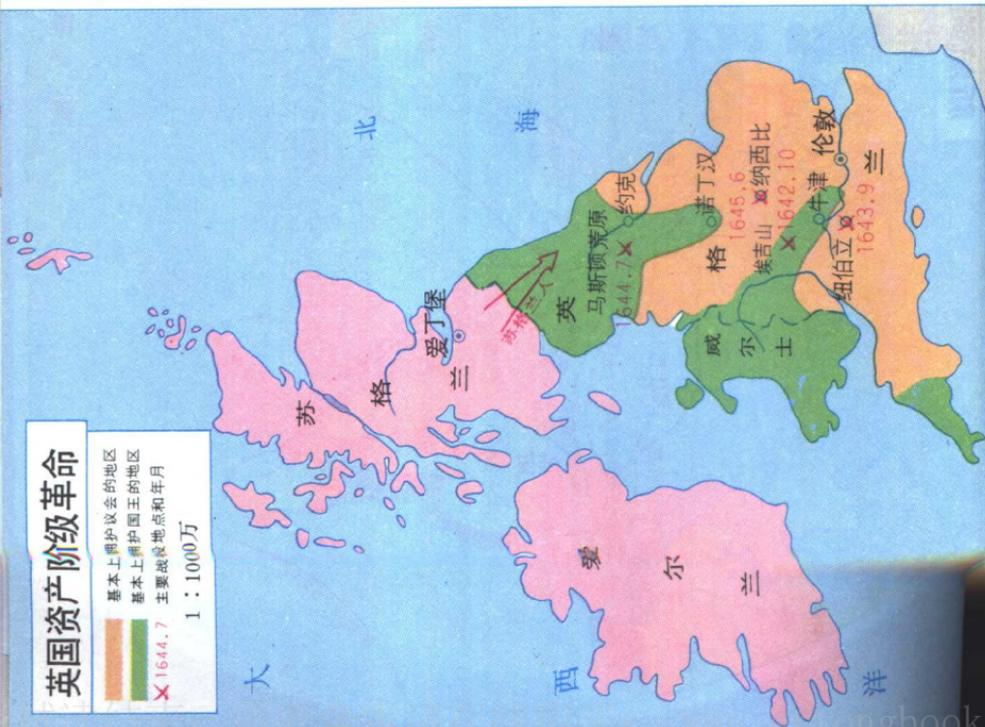 英国资产阶级革命
基本上拥护议会的地区
基本上拥护国王的地区
1644.7 主要战役地点和年月
1：1000万
北海
大西洋
苏格兰
爱丁堡
苏格兰人
英格兰
马斯顿荒原
1644.7
约克
诺丁汉
1645.6
纳西比
埃吉山
1642.10
牛津
伦敦
纽伯立
1643.9
威尔士
爱尔兰